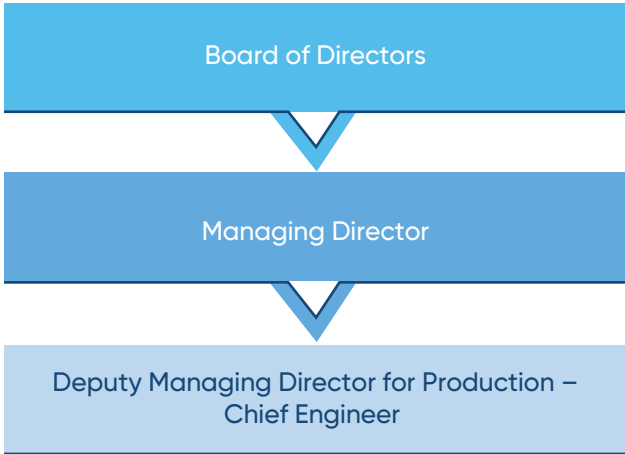 Board of Directors
Managing Director
Deputy Managing Director for Production –
Chief Engineer